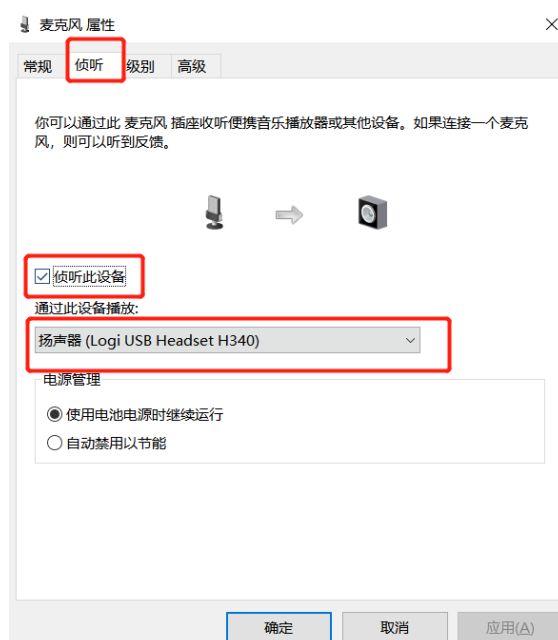 麦克风 属性
常规 侦听 级别 高级
你可以通过此 麦克风 插座收听便携音乐播放器或其他设备。如果连接一个麦克
风，则可以听到反馈。
侦听此设备
通过此设备播放:
扬声器 (Logi USB Headset H340)
电源管理
使用电池电源时继续运行
自动禁用以节能
确定 取消 应用(A)